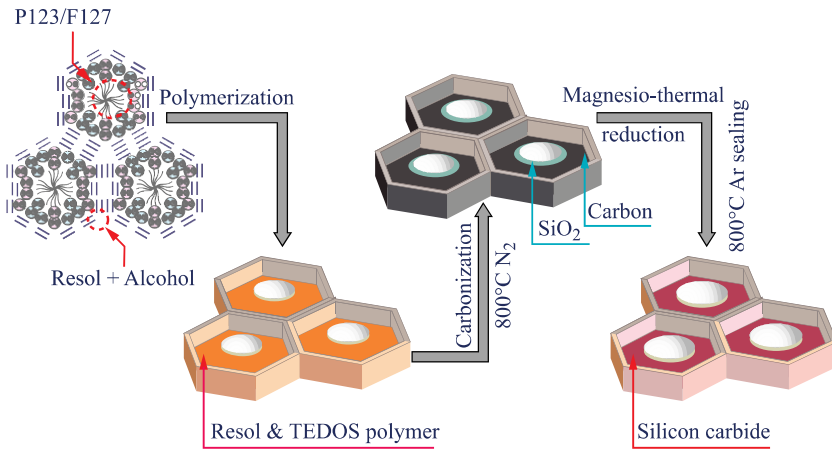 P123/F127
Polymerization
Resol + Alcohol
Resol & TEDOS polymer
Carbonization
800°C N₂
SiO₂
Carbon
Magnesio-thermal
reduction
800°C Ar sealing
Silicon carbide